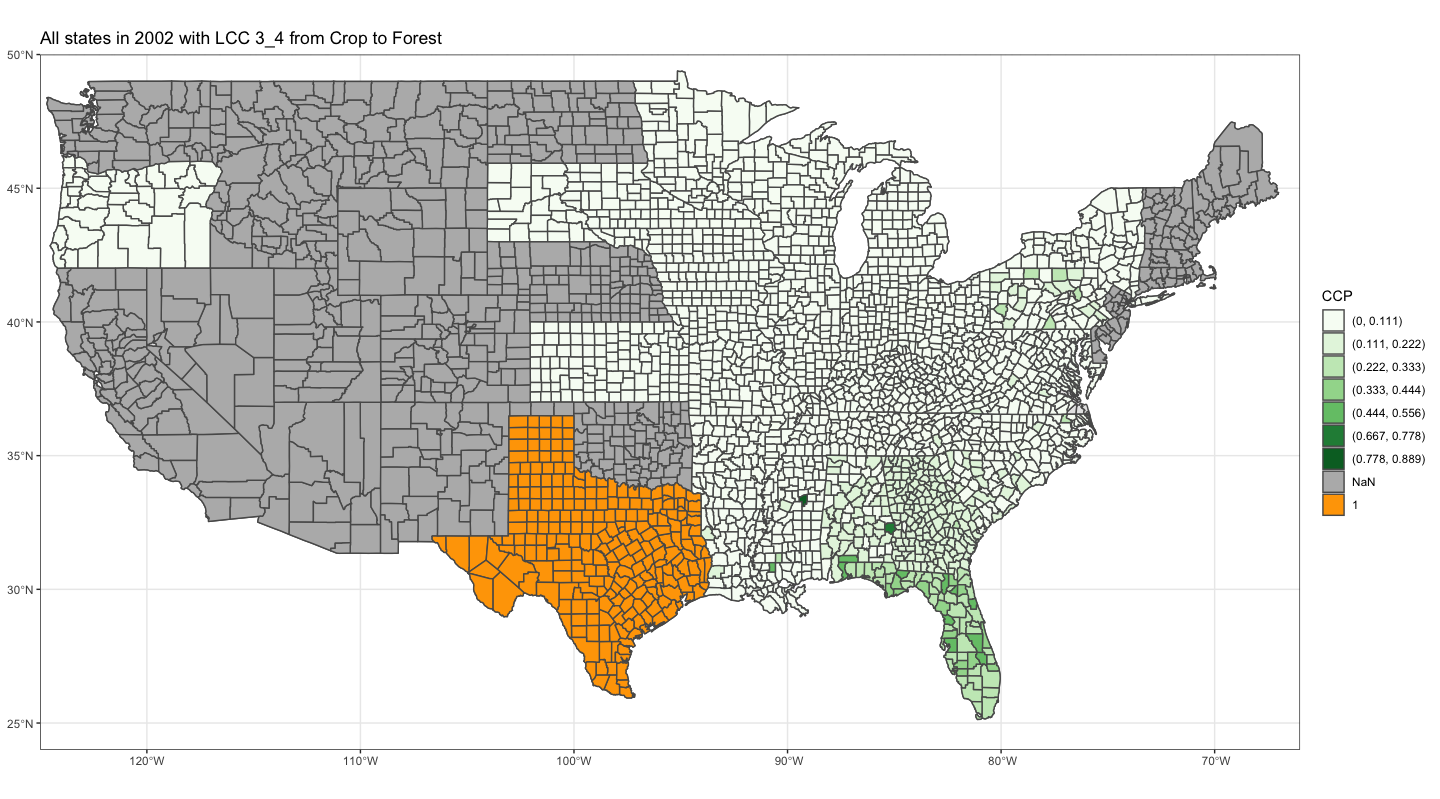 All states in 2002 with LCC 3_4 from Crop to Forest
50°N
45°N
40°N
35°N
30°N
25°N
120°W
110°W
100°W
90°W
80°W
70°W
CCP
(0, 0.111)
(0.111, 0.222)
(0.222, 0.333)
(0.333, 0.444)
(0.444, 0.556)
(0.667, 0.778)
(0.778, 0.889)
NaN
1